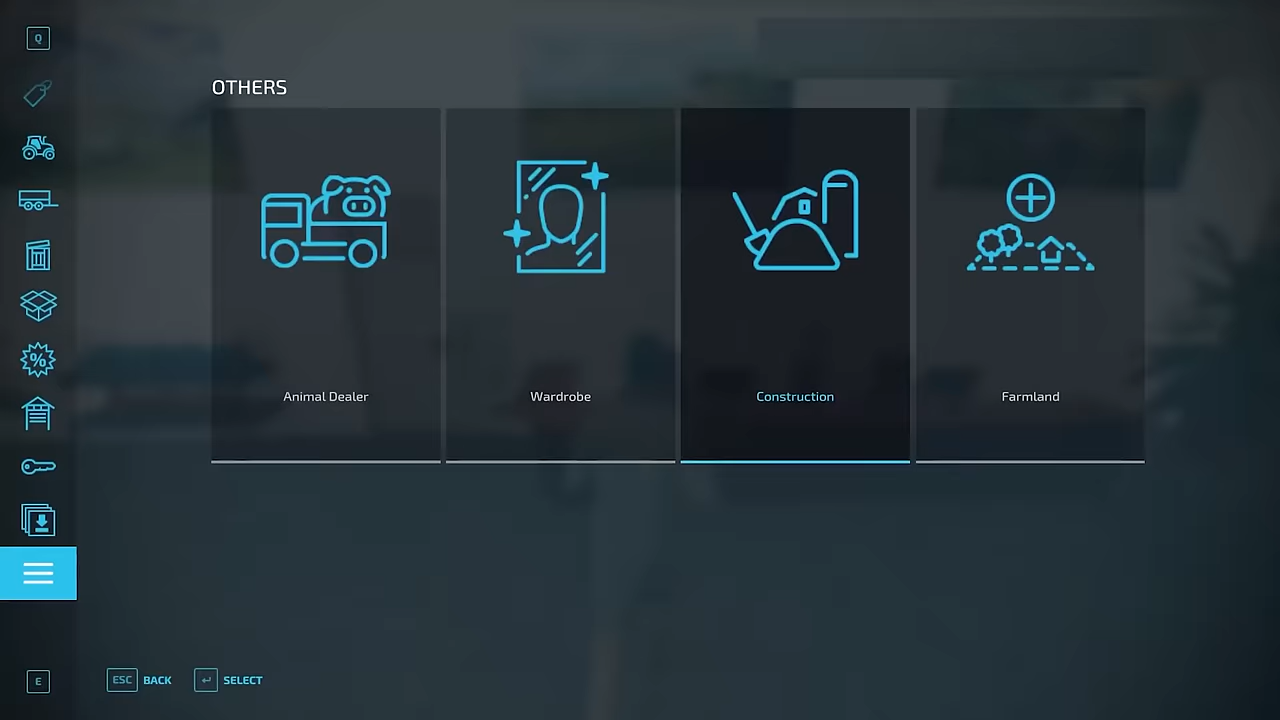 Q
OTHERS
%
Animal Dealer
Wardrobe
Construction
Farmland
E
ESC BACK
SELECT